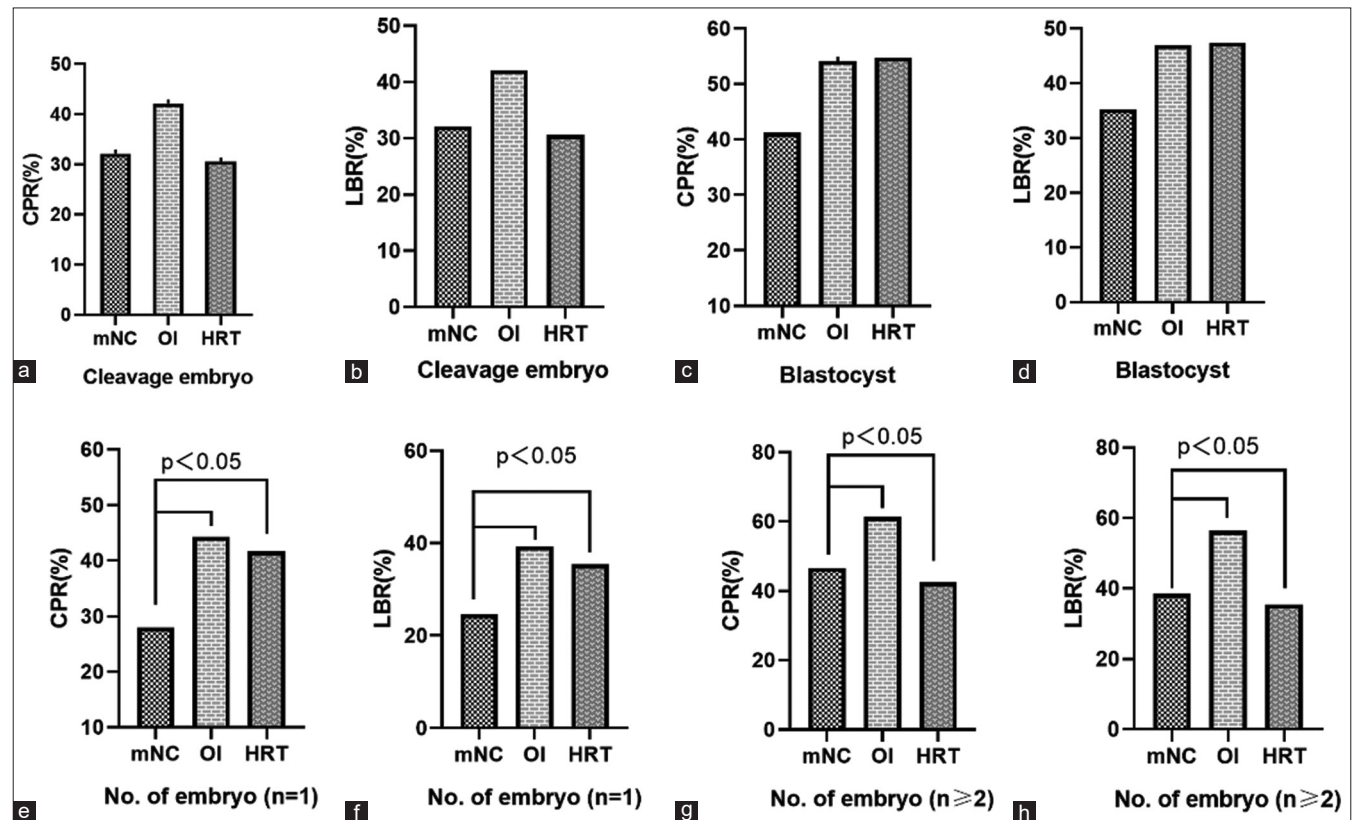 50
40
30
20
10
0
CPR(%)
mNC OI HRT
Cleavage embryo
a
50
40
30
20
10
0
LBR(%)
mNC OI HRT
Cleavage embryo
b
60
50
40
30
20
10
CPR(%)
mNC OI HRT
Blastocyst
c
50
40
30
20
10
0
LBR(%)
mNC OI HRT
Blastocyst
d
60
50
40
30
20
10
CPR(%)
p<0.05
mNC OI HRT
No. of embryo (n=1)
e
60
40
20
0
LBR(%)
p<0.05
mNC OI HRT
No. of embryo (n=1)
f
80
60
40
20
0
CPR(%)
p<0.05
mNC OI HRT
No. of embryo (n⩾2)
g
80
60
40
20
0
LBR(%)
p<0.05
mNC OI HRT
No. of embryo (n⩾2)
h